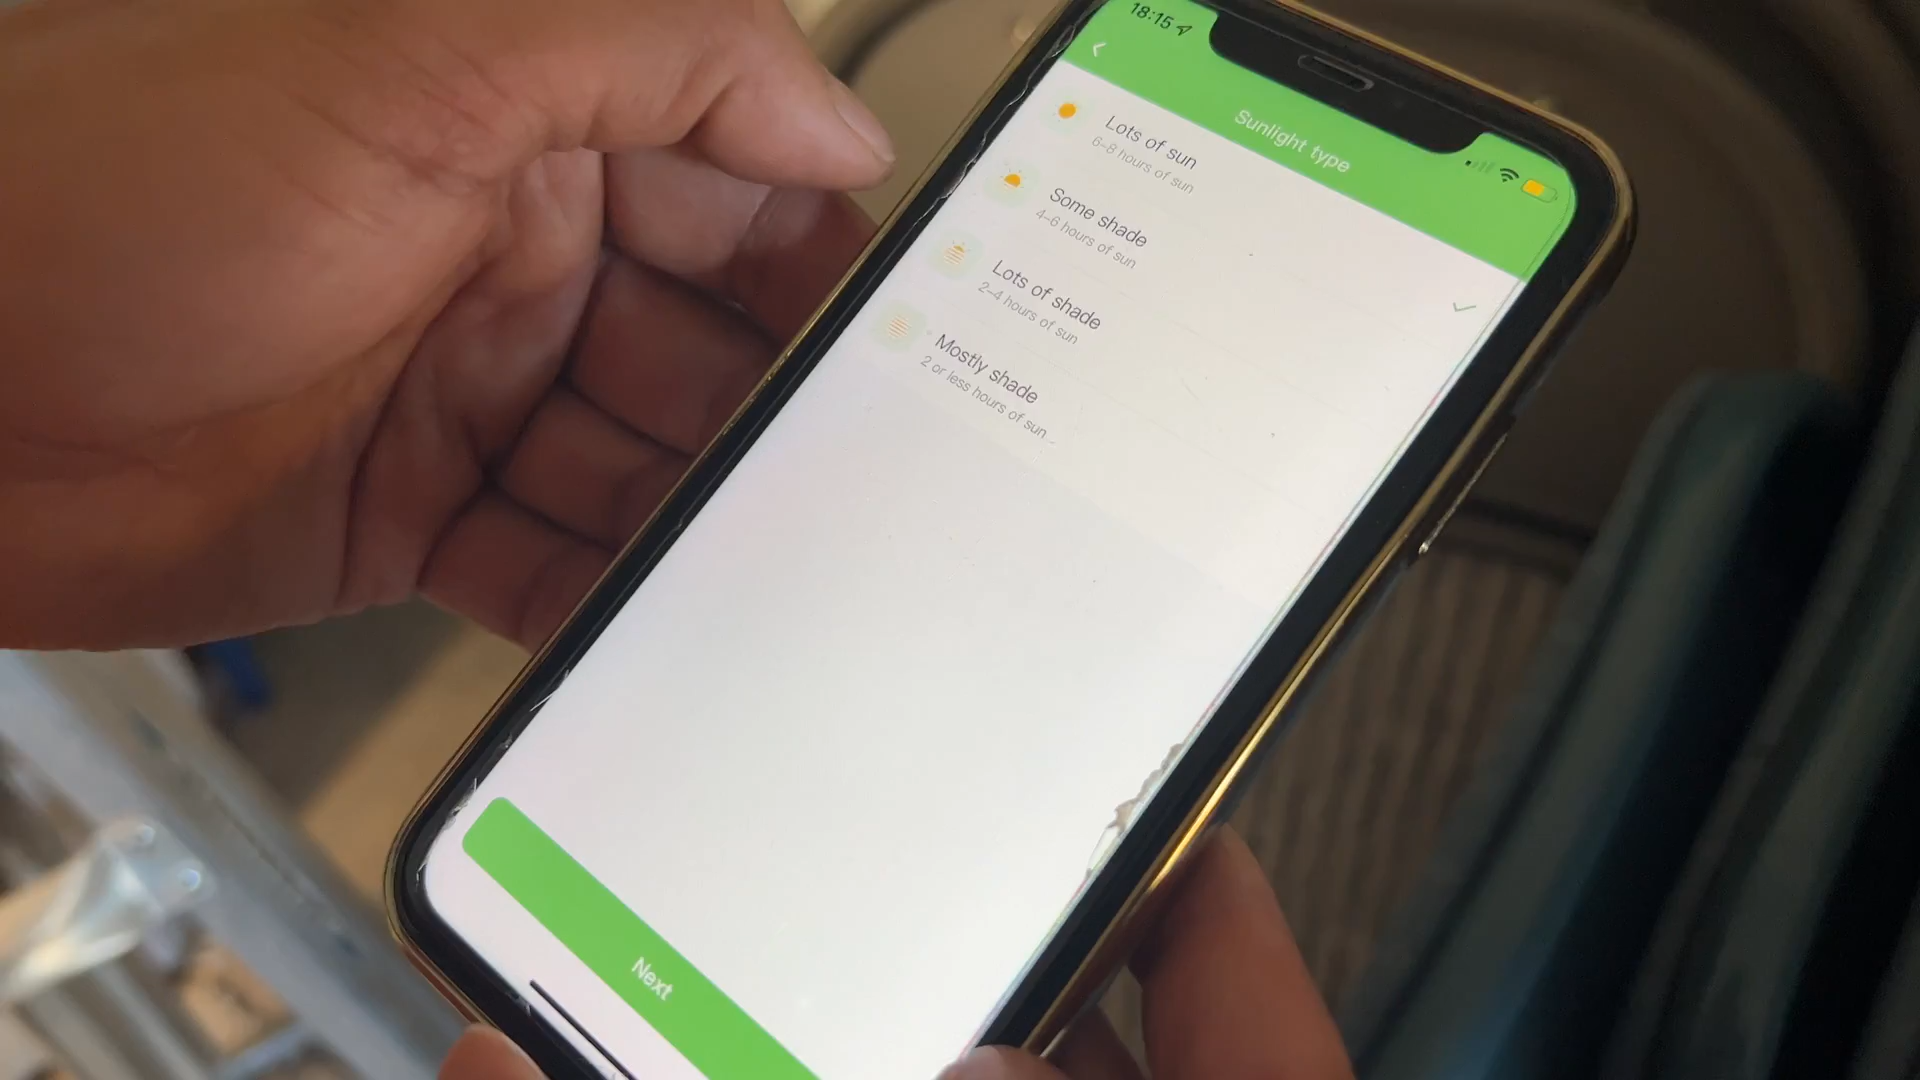 18:15
Sunlight type
Lots of sun
6–8 hours of sun
Some shade
4–6 hours of sun
Lots of shade
2–4 hours of sun
Mostly shade
2 or less hours of sun
Next